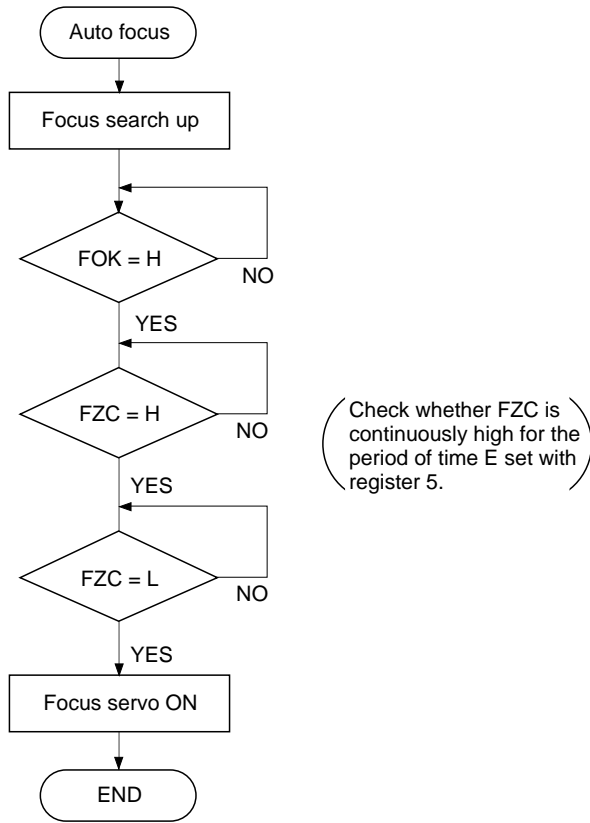 Auto focus
Focus search up
FOK = H
NO
YES
FZC = H
NO
Check whether FZC is
continuously high for the
period of time E set with
register 5.
YES
FZC = L
NO
YES
Focus servo ON
END